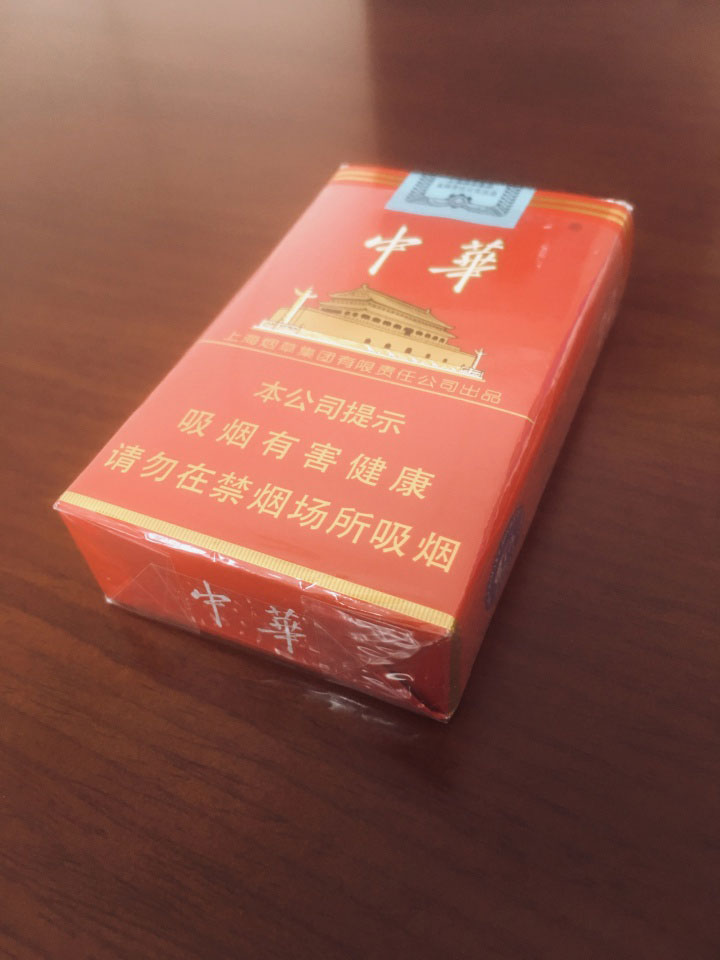 中華
上海烟草集团有限责任公司出品
本公司提示
吸烟有害健康
请勿在禁烟场所吸烟
中華